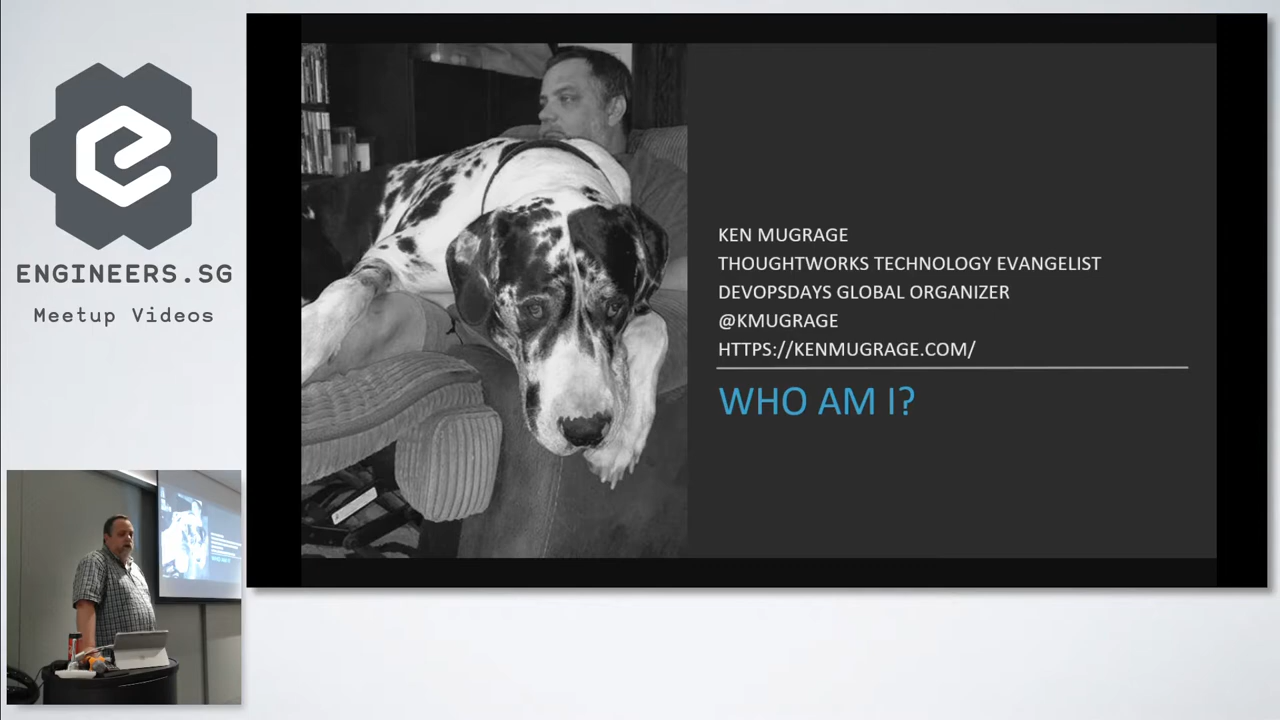 ENGINEERS.SG
Meetup Videos
KEN MUGRAGE
THOUGHTWORKS TECHNOLOGY EVANGELIST
DEVOPSDAYS GLOBAL ORGANIZER
@KMUGRAGE
HTTPS://KENMUGRAGE.COM/
WHO AM I?